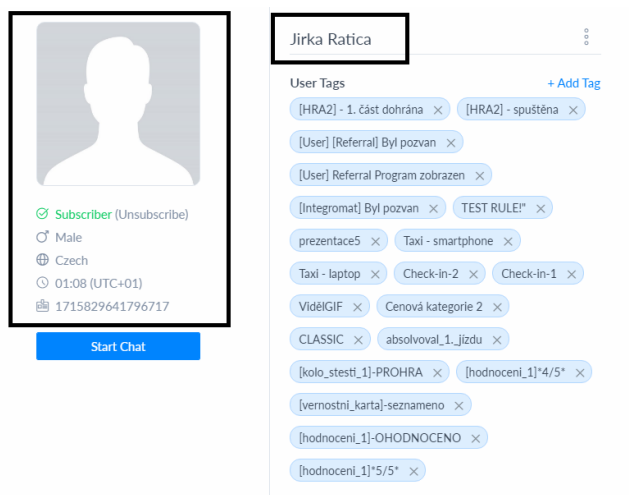 Subscriber (Unsubscribe)
Male
Czech
01:08 (UTC+01)
1715829641796717
Start Chat
Jirka Ratica
User Tags + Add Tag
[HRA2] - 1. část dohrána × [HRA2] - spuštěna ×
[User] [Referral] Byl pozvan ×
[User] Referral Program zobrazen ×
[Integromat] Byl pozvan × TEST RULE!" ×
prezentace5 × Taxi - smartphone ×
Taxi - laptop × Check-in-2 × Check-in-1 ×
VidělGIF × Cenová kategorie 2 ×
CLASSIC × absolvoval_1._jízdu ×
[kolo_stestí_1]-PROHRA × [hodnoceni_1]*4/5* ×
[vernostni_karta]-seznameno ×
[hodnoceni_1]-OHODNOCENO ×
[hodnoceni_1]*5/5* ×